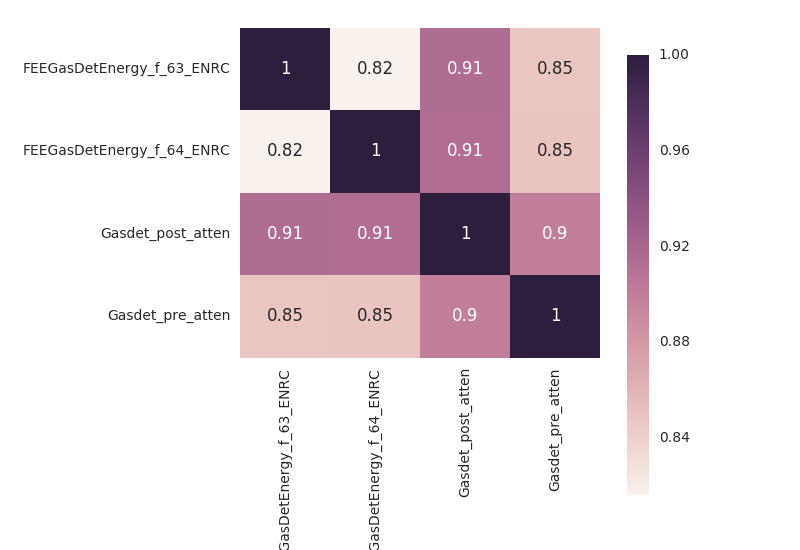 FEEGasDetEnergy_f_63_ENRC 1 0.82 0.91 0.85
FEEGasDetEnergy_f_64_ENRC 0.82 1 0.91 0.85
Gasdet_post_atten 0.91 0.91 1 0.9
Gasdet_pre_atten 0.85 0.85 0.9 1
GasDetEnergy_f_63_ENRC
GasDetEnergy_f_64_ENRC
Gasdet_post_atten
Gasdet_pre_atten
1.00
0.96
0.92
0.88
0.84